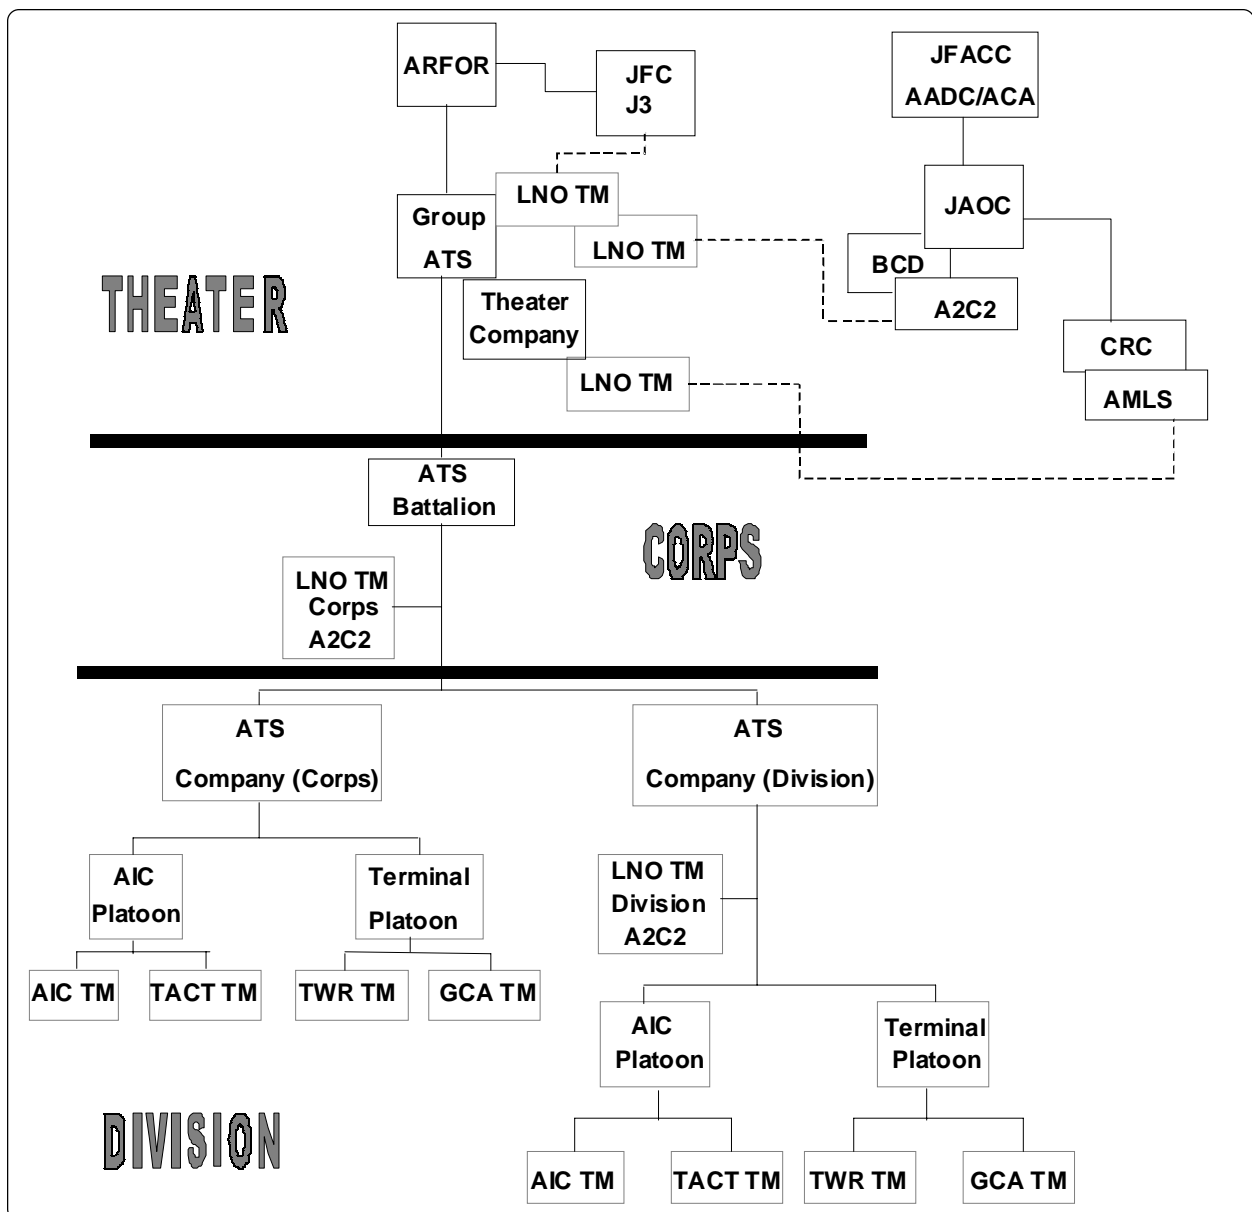 ARFOR
JFC
J3
JFACC
AADC/ACA
LNO TM
Group
ATS
LNO TM
JAOC
BCD
A2C2
THEATER
Theater
Company
LNO TM
CRC
AMLS
ATS
Battalion
CORPS
LNO TM
Corps
A2C2
ATS
Company (Corps)
ATS
Company (Division)
AIC
Platoon
Terminal
Platoon
LNO TM
Division
A2C2
AIC TM
TACT TM
TWR TM
GCA TM
AIC
Platoon
Terminal
Platoon
DIVISION
AIC TM
TACT TM
TWR TM
GCA TM